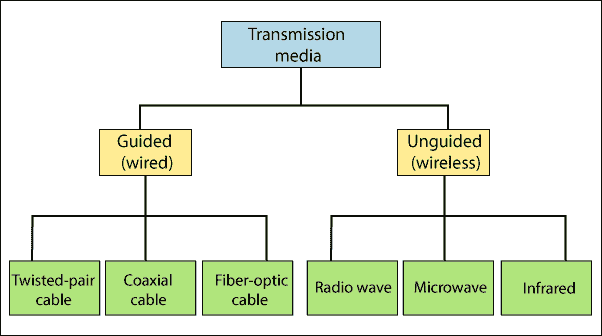 Transmission
media
Guided
(wired)
Unguided
(wireless)
Twisted-pair
cable
Coaxial
cable
Fiber-optic
cable
Radio wave
Microwave
Infrared